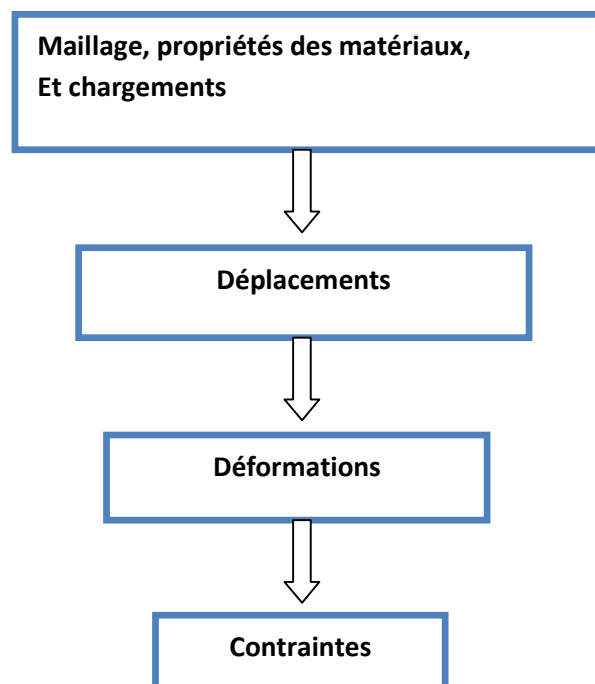 Maillage, propriétés des matériaux,
Et chargements
Déplacements
Déformations
Contraintes